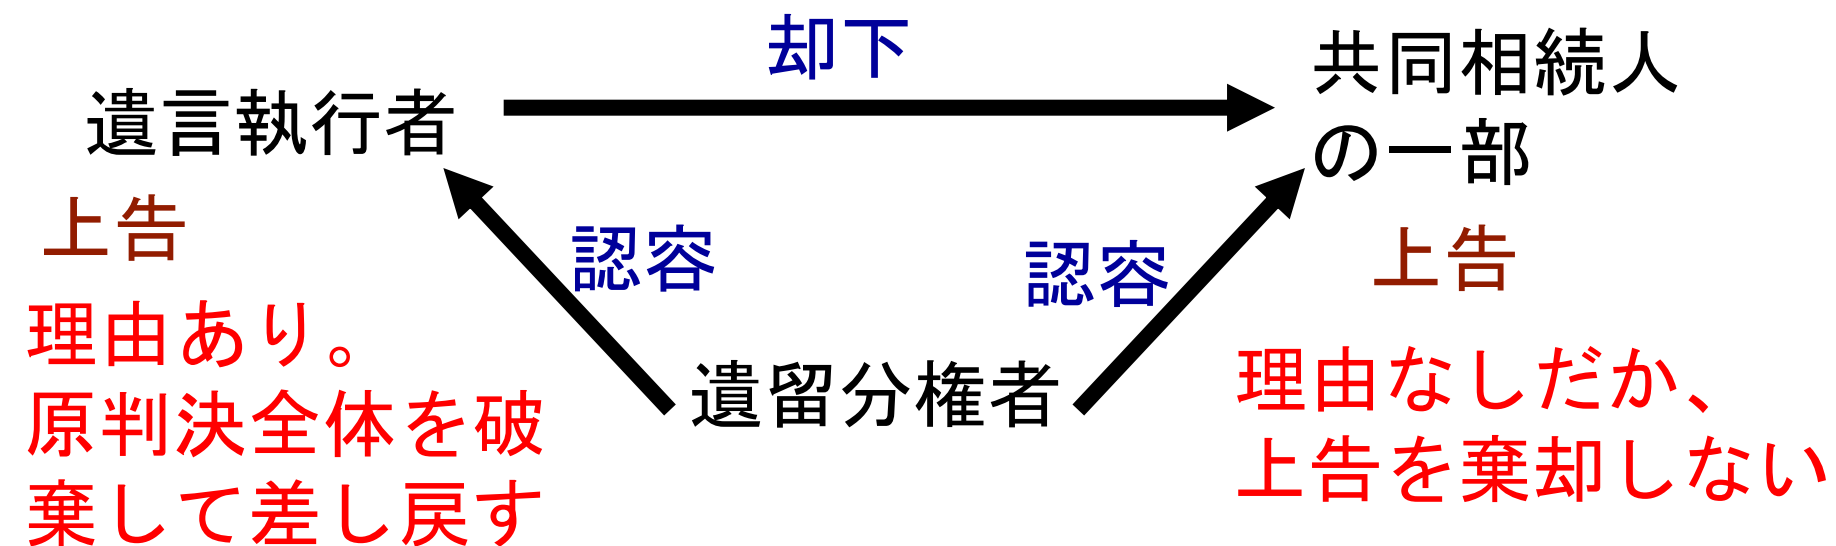 却下
遺言執行者
共同相続人
の一部
上告
認容
認容
上告
理由あり。
原判決全体を破
棄して差し戻す
遺留分権者
理由なしだか、
上告を棄却しない